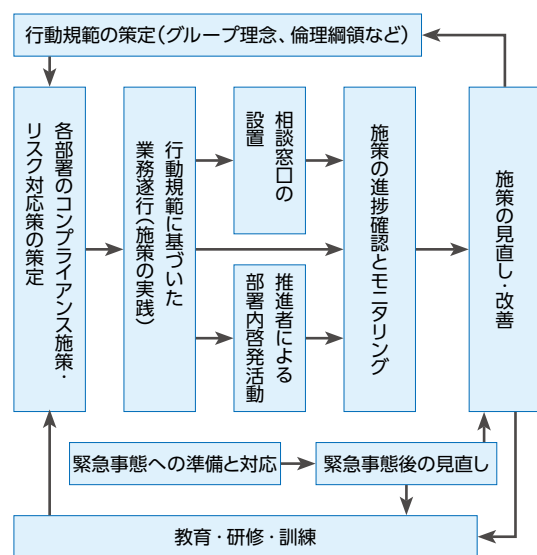 行動規範の策定（グループ理念、倫理綱領など）
各部署のコンプライアンス施策・
リスク対応策の策定
行動規範に基づいた
業務遂行（施策の実践）
相談窓口の
設置
推進者による
部署内啓発活動
施策の進捗確認とモニタリング
施策の見直し・改善
緊急事態への準備と対応
緊急事態後の見直し
教育・研修・訓練